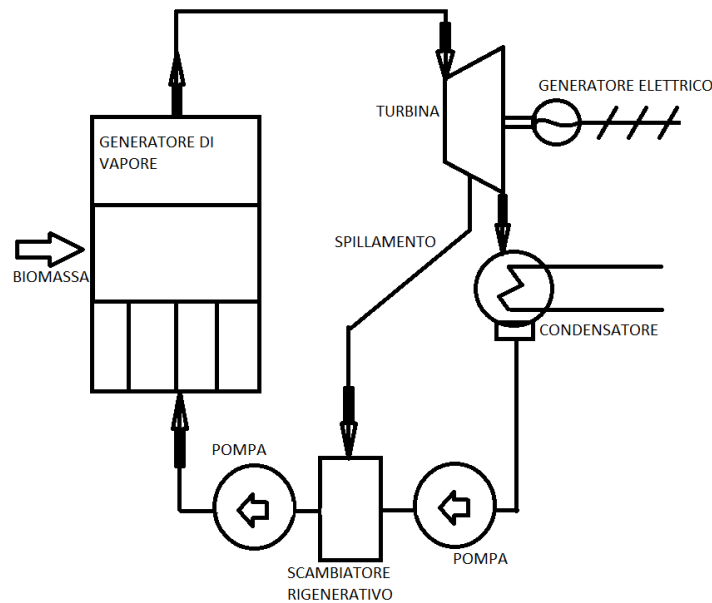 GENERATORE ELETTRICO
TURBINA
GENERATORE DI
VAPORE
SPILLAMENTO
BIOMASSA
CONDENSATORE
POMPA
POMPA
SCAMBIATORE
RIGENERATIVO